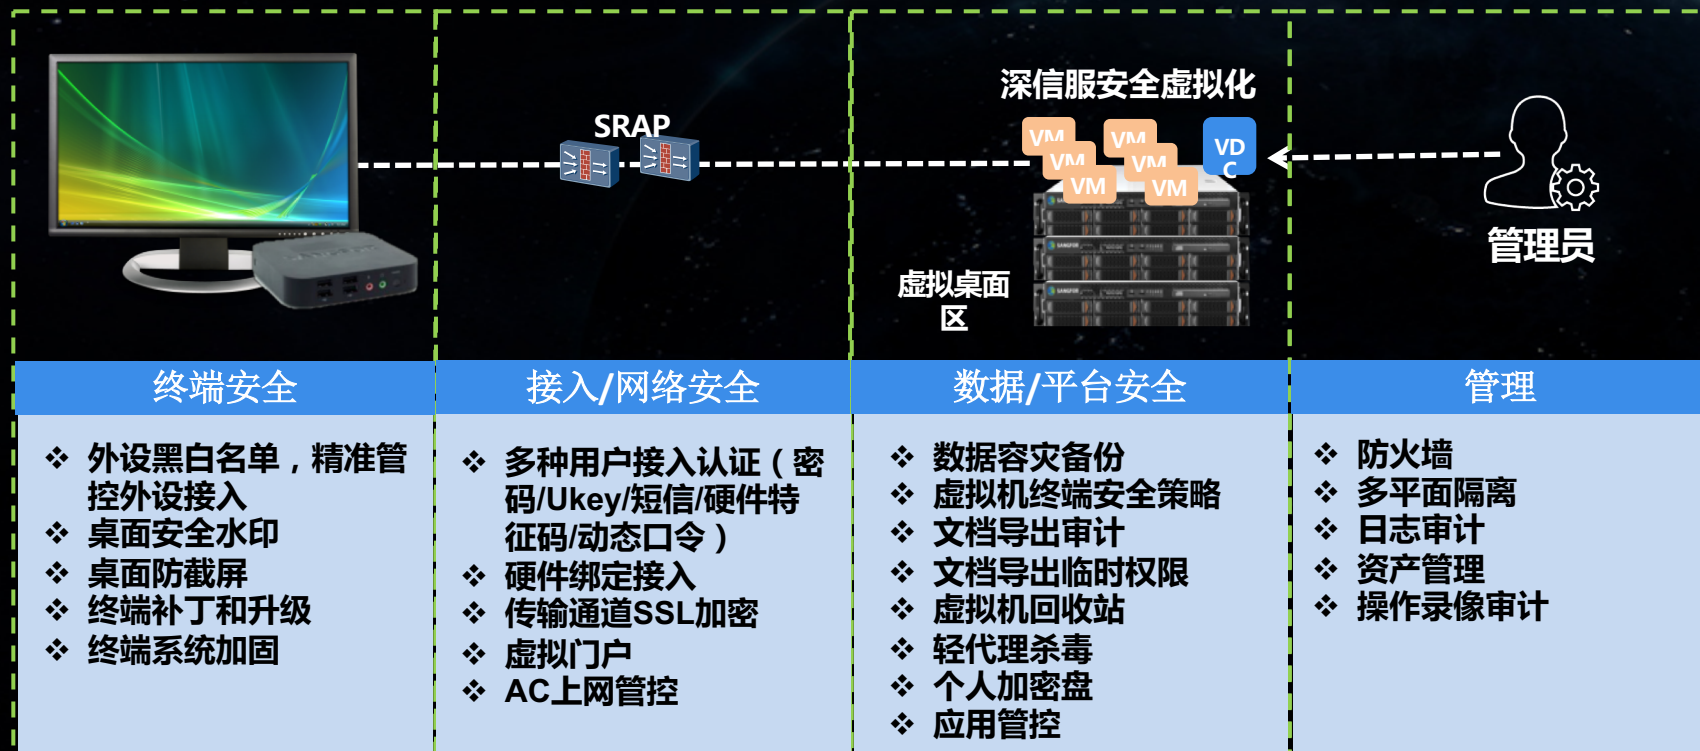 深信服安全虚拟化
SRAP
VM
VM
VM
VM
VM
VM
VD
C
管理员
虚拟桌面
区
SANGFOR
SANGFOR
终端安全
接入/网络安全
数据/平台安全
管理
❖ 外设黑白名单，精准管
控外设接入
❖ 桌面安全水印
❖ 桌面防截屏
❖ 终端补丁和升级
❖ 终端系统加固
❖ 多种用户接入认证（密
码/Ukey/短信/硬件特
征码/动态口令）
❖ 硬件绑定接入
❖ 传输通道SSL加密
❖ 虚拟门户
❖ AC上网管控
❖ 数据容灾备份
❖ 虚拟机终端安全策略
❖ 文档导出审计
❖ 文档导出临时权限
❖ 虚拟机回收站
❖ 轻代理杀毒
❖ 个人加密盘
❖ 应用管控
❖ 防火墙
❖ 多平面隔离
❖ 日志审计
❖ 资产管理
❖ 操作录像审计